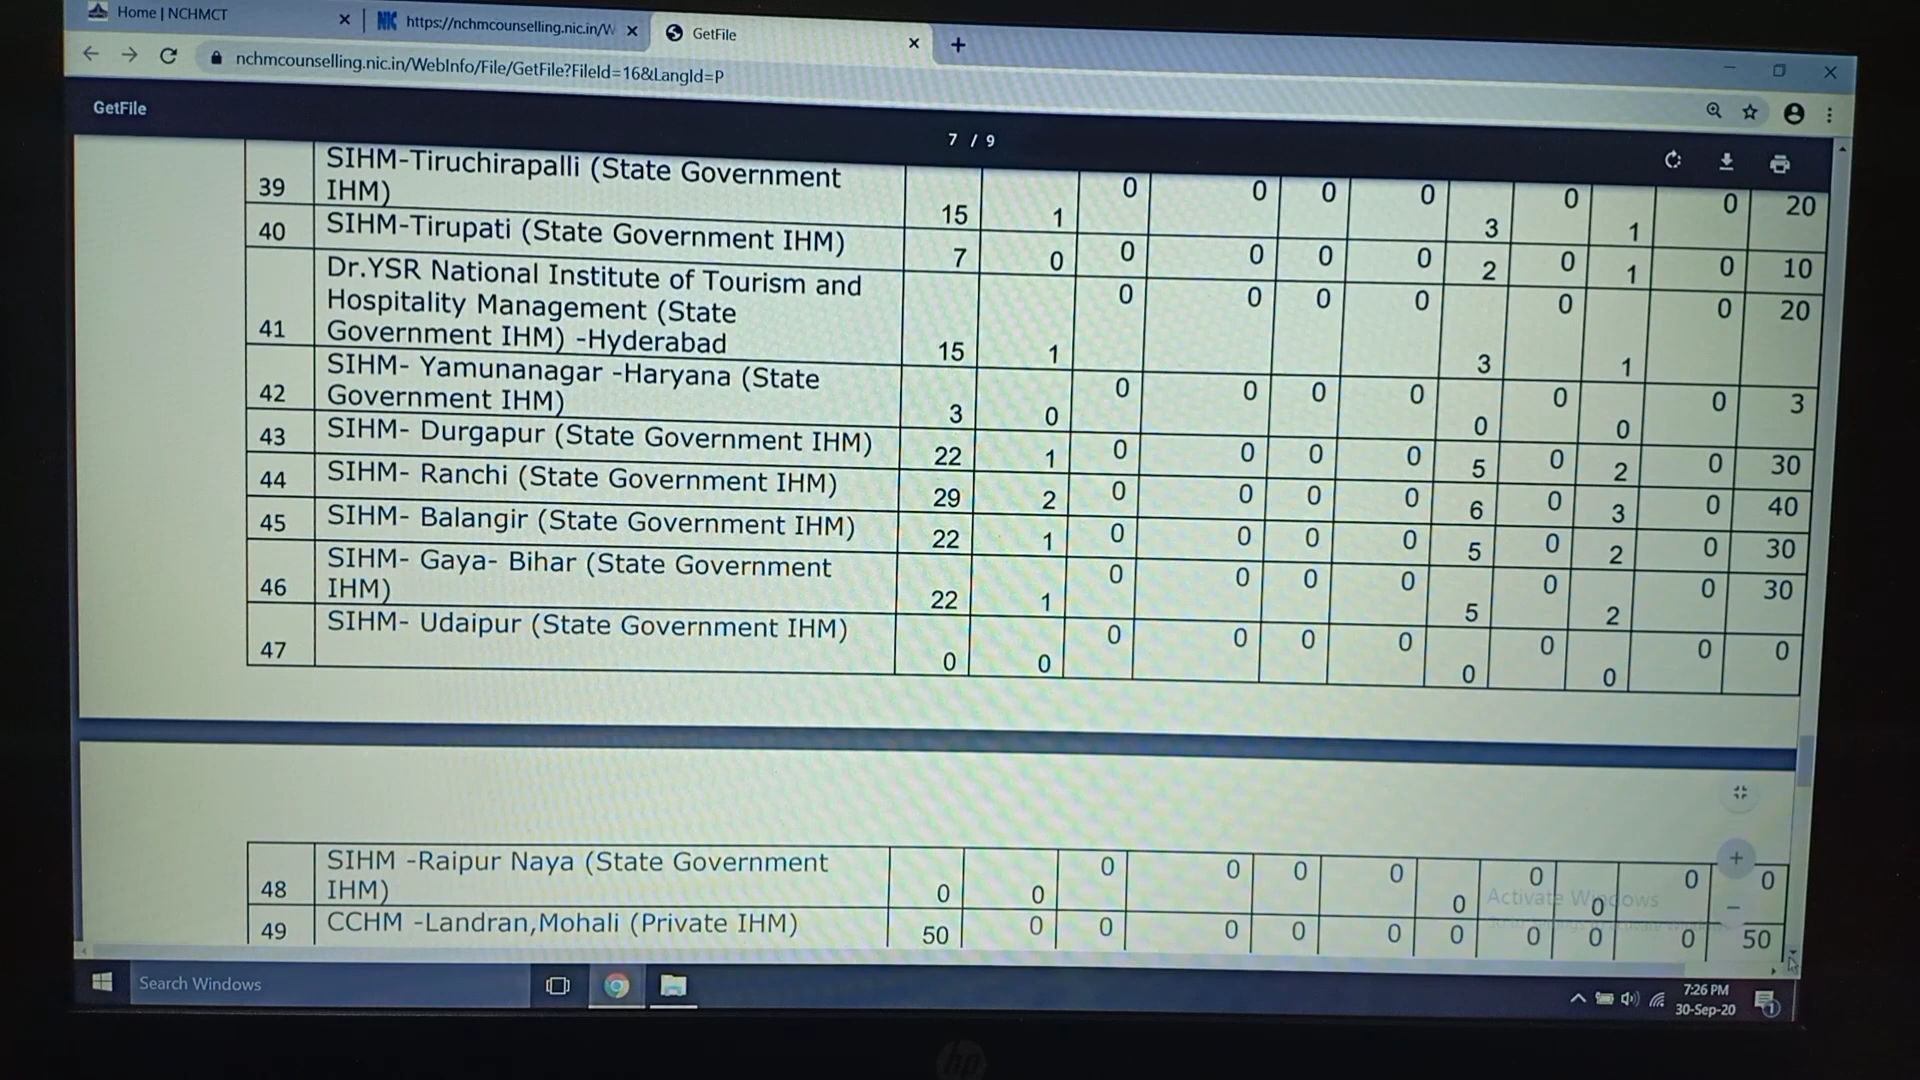 Home | NCHMCT
NIC https://nchmcounselling.nic.in/W
GetFile
nchmcounselling.nic.in/WebInfo/File/GetFile?FileId=16&LangId=P
GetFile
7 / 9
39 SIHM-Tiruchirapalli (State Government
IHM) 15 1 0 0 0 0 3 0 1 0 20
40 SIHM-Tirupati (State Government IHM) 7 0 0 0 0 0 2 0 1 0 10
Dr.YSR National Institute of Tourism and
Hospitality Management (State
41 Government IHM) -Hyderabad 15 1 0 0 0 0 3 0 1 0 20
SIHM- Yamunanagar -Haryana (State
42 Government IHM) 3 0 0 0 0 0 0 0 0 0 3
43 SIHM- Durgapur (State Government IHM) 22 1 0 0 0 0 5 0 2 0 30
44 SIHM- Ranchi (State Government IHM) 29 2 0 0 0 0 6 0 3 0 40
45 SIHM- Balangir (State Government IHM) 22 1 0 0 0 0 5 0 2 0 30
SIHM- Gaya- Bihar (State Government
46 IHM) 22 1 0 0 0 0 5 0 2 0 30
SIHM- Udaipur (State Government IHM)
47 0 0 0 0 0 0 0 0 0 0 0
SIHM -Raipur Naya (State Government
48 IHM) 0 0 0 0 0 0 0 0 0 0 0
49 CCHM -Landran,Mohali (Private IHM) 50 0 0 0 0 0 0 0 0 0 50
Activate Windows
Search Windows
7:26 PM
30-Sep-20
1
hp